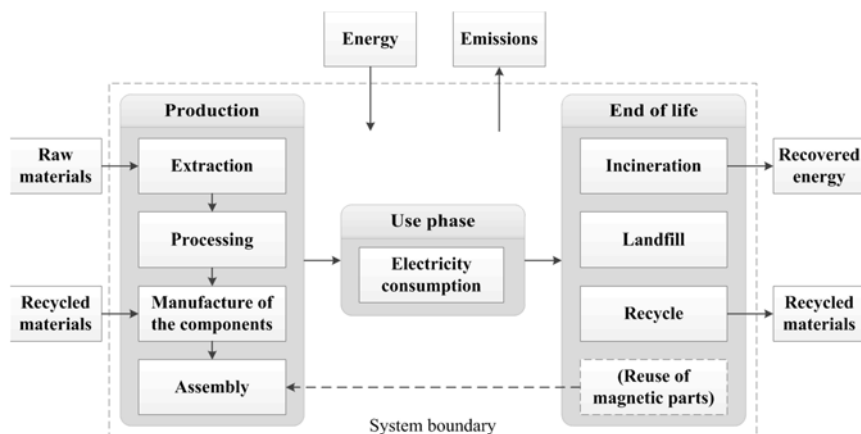 Energy
Emissions
Production
End of life
Raw
materials
Extraction
Incineration
Recovered
energy
Processing
Use phase
Landfill
Electricity
consumption
Recycled
materials
Manufacture of
the components
Recycle
Recycled
materials
Assembly
(Reuse of
magnetic parts)
System boundary